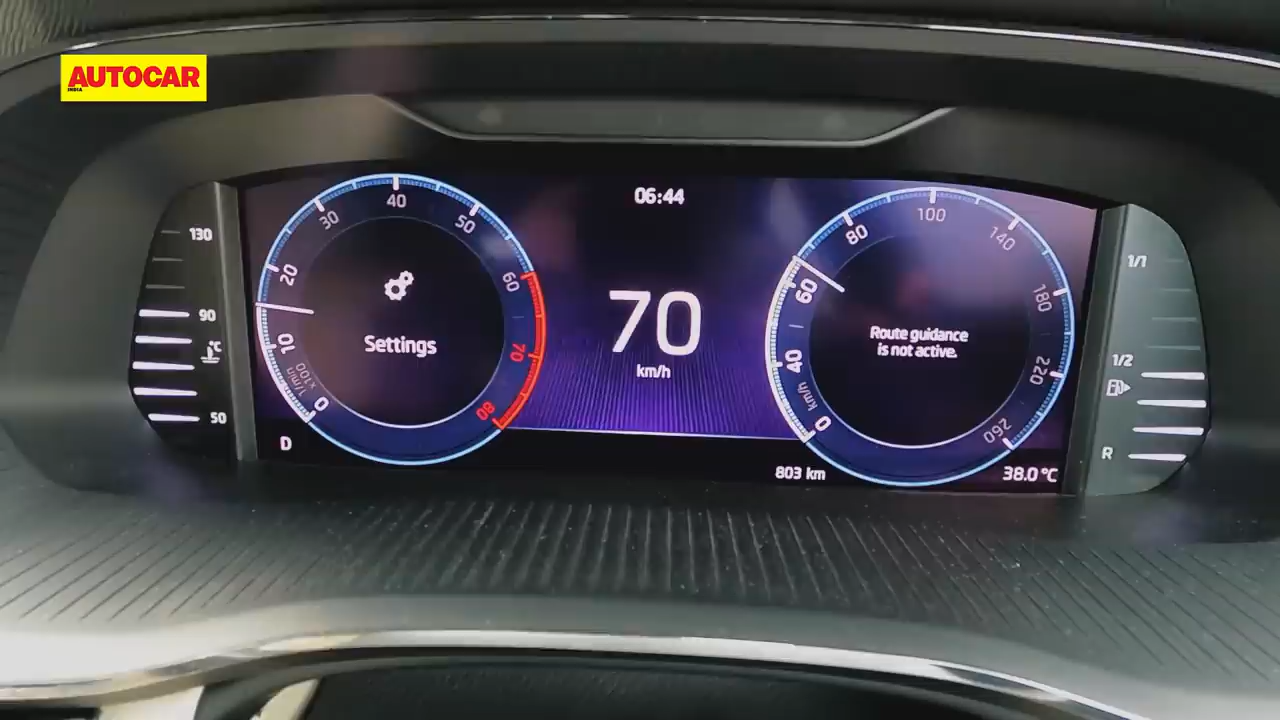 AUTOCAR
INDIA
06:44
130
90
°C
50
0
10
20
30
40
50
60
70
80
1/min
x100
Settings
D
70
km/h
0
40
60
80
100
140
180
220
260
km/h
Route guidance
is not active.
803 km
38.0 °C
1/1
1/2
R